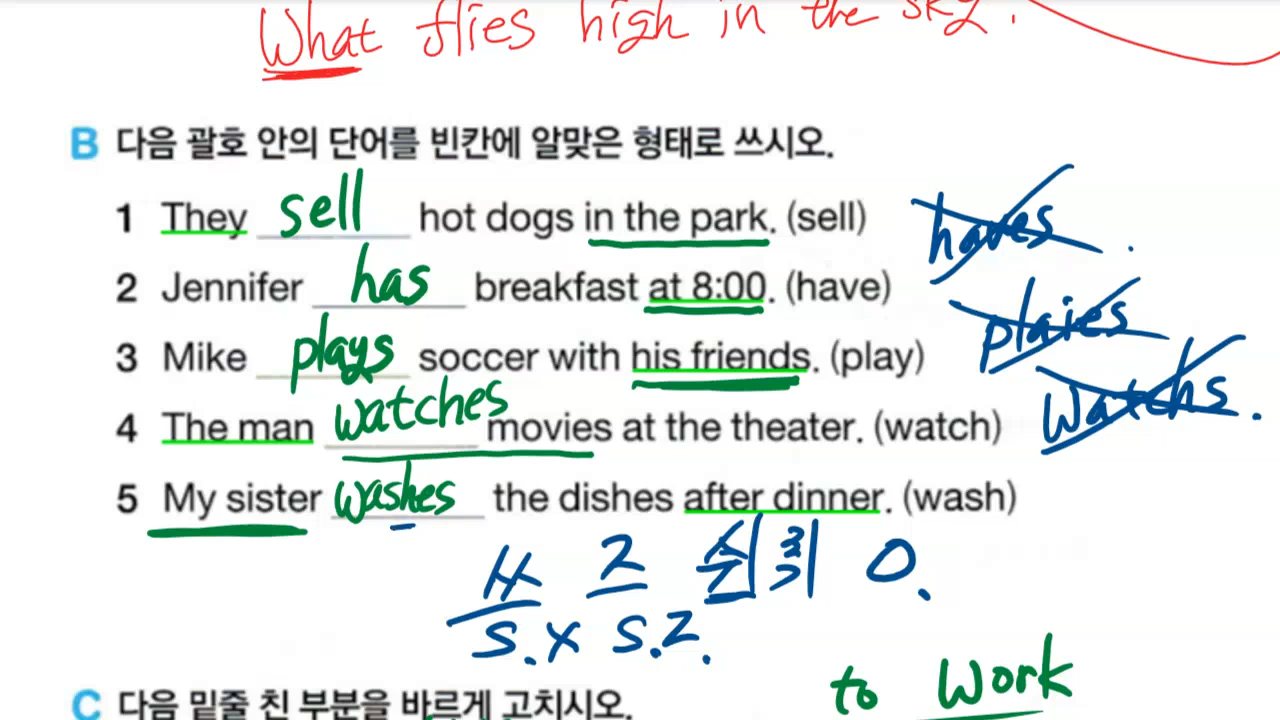 What flies high in the sky.
B 다음 괄호 안의 단어를 빈칸에 알맞은 형태로 쓰시오.
1 They sell hot dogs in the park. (sell)
haves
2 Jennifer has breakfast at 8:00. (have)
plaies
3 Mike plays soccer with his friends. (play)
4 The man watches movies at the theater. (watch)
watchs.
5 My sister washes the dishes after dinner. (wash)
ㅆ ㅈ 쉬 취 O.
S.X S.Z.
to work
C 다음 밑줄 친 부분을 바르게 고치시오.